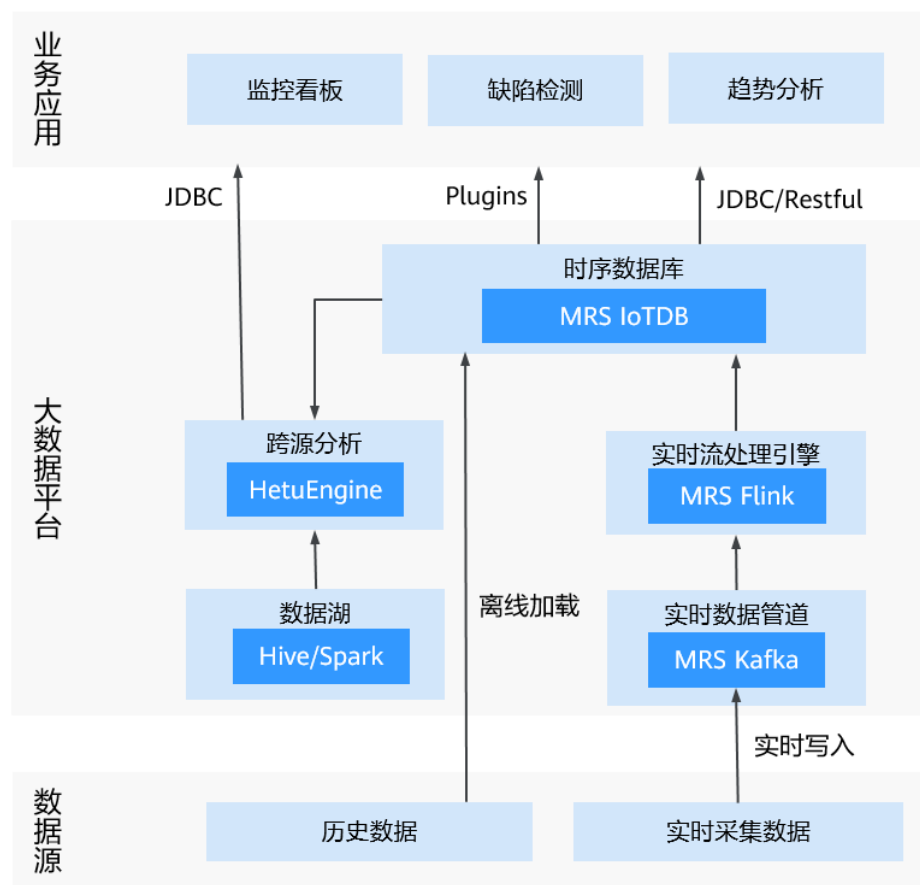 业务应用
监控看板
缺陷检测
趋势分析
JDBC
Plugins
JDBC/Restful
大数据平台
时序数据库
MRS IoTDB
跨源分析
HetuEngine
实时流处理引擎
MRS Flink
数据湖
Hive/Spark
离线加载
实时数据管道
MRS Kafka
实时写入
数据源
历史数据
实时采集数据